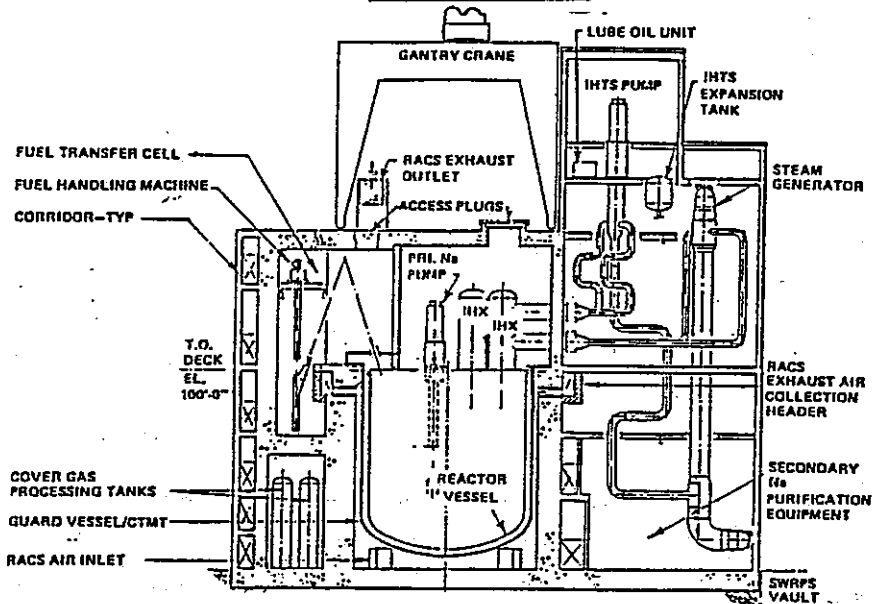 GANTRY CRANE
LUBE OIL UNIT
IHTS PUMP
IHTS
EXPANSION
TANK
FUEL TRANSFER CELL
FUEL HANDLING MACHINE
CORRIDOR-TYP
RACS EXHAUST
OUTLET
ACCESS PLUGS
STEAM
GENERATOR
PRI. Na
PUMP
IHX
IHX
T.O.
DECK
EL.
100'-0"
RACS
EXHAUST AIR
COLLECTION
HEADER
COVER GAS
PROCESSING TANKS
REACTOR
VESSEL
SECONDARY
Na
PURIFICATION
EQUIPMENT
GUARD VESSEL/CTMT
RACS AIR INLET
SWRPS
VAULT